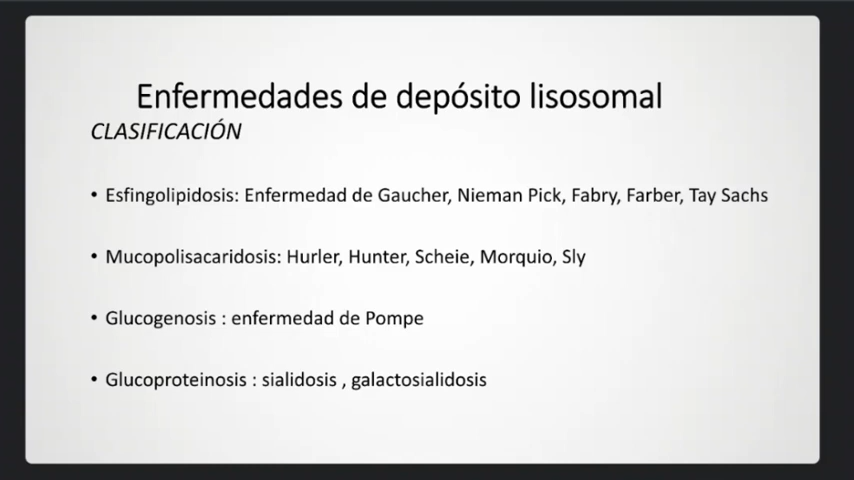 Enfermedades de depósito lisosomal
CLASIFICACIÓN
• Esfingolipidosis: Enfermedad de Gaucher, Nieman Pick, Fabry, Farber, Tay Sachs
• Mucopolisacaridosis: Hurler, Hunter, Scheie, Morquio, Sly
• Glucogenosis : enfermedad de Pompe
• Glucoproteinosis : sialidosis , galactosialidosis